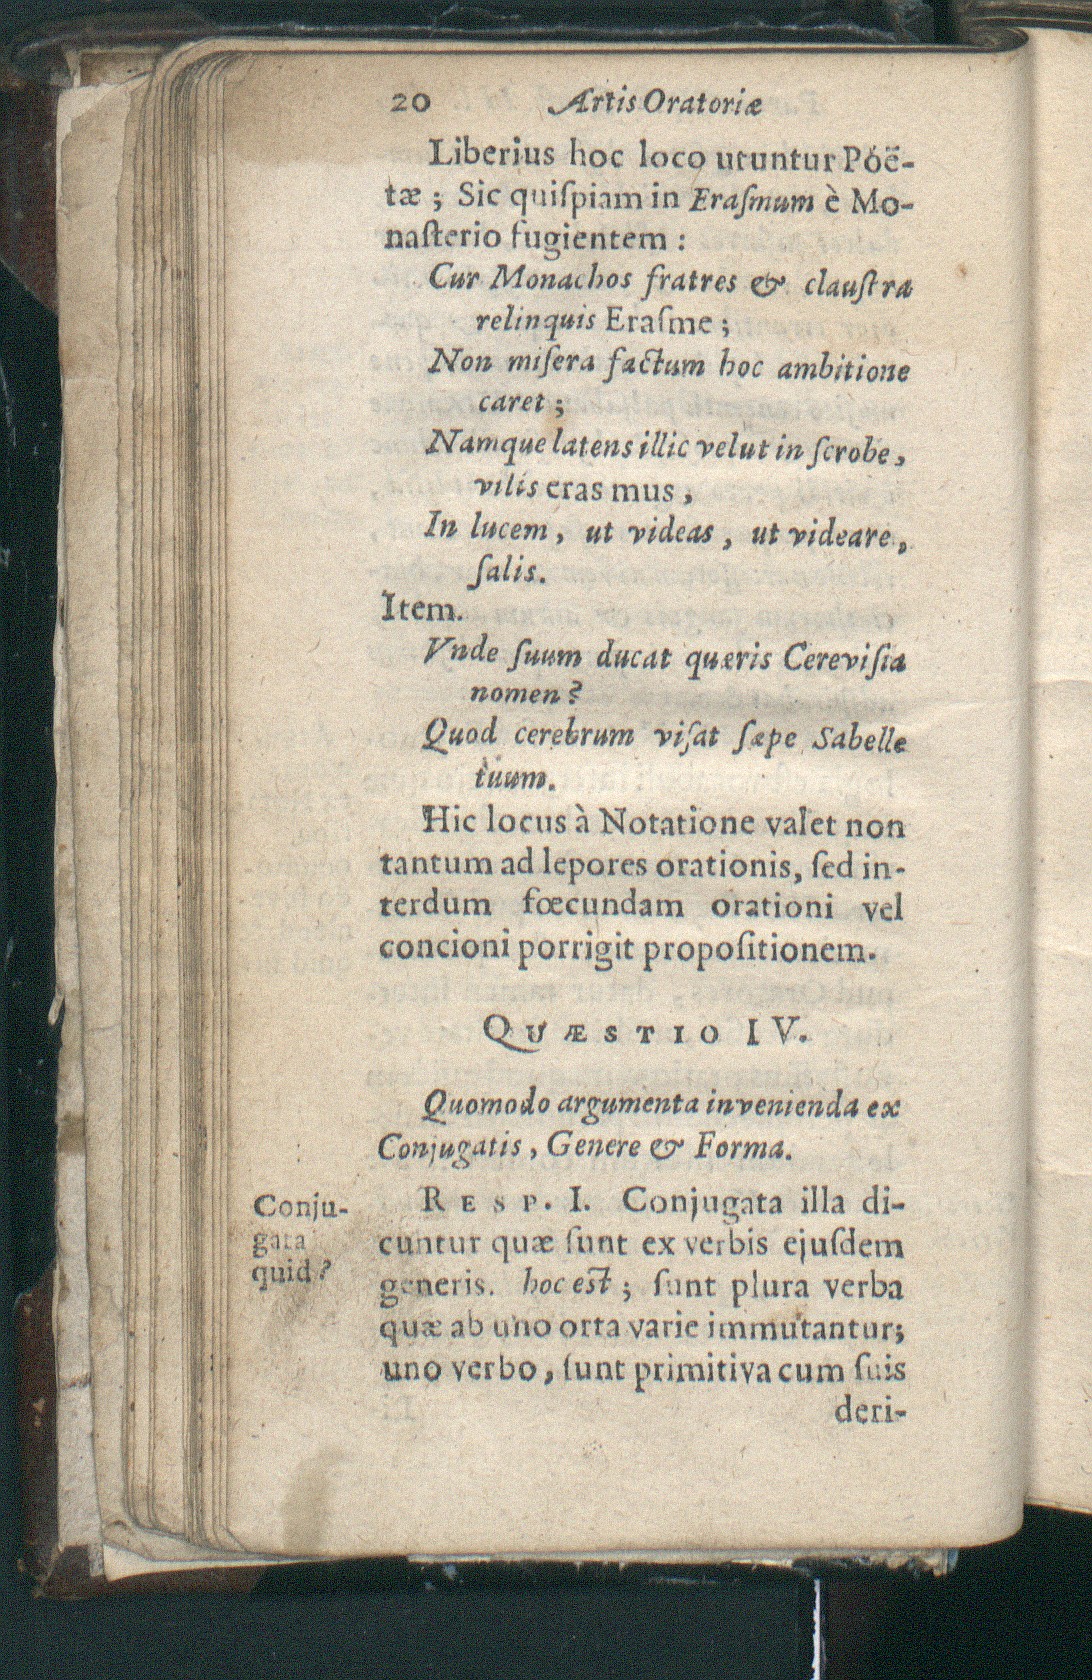 20 Artis Oratoriæ
Liberius hoc loco utuntur Póë-
tæ ; Sic quiſpiam in Eraſmum è Mo-
naſterio fugientem :
Cur Monachos fratres & clauſtra
relinquis Eraſme ;
Non miſera factum hoc ambitione
caret ;
Namque latens illic velut in ſcrobe,
vilis eras mus ,
In lucem , ut videas , ut videare ,
ſalis.
Item.
Vnde ſuum ducat quæris Cereviſia
nomen ?
Quod cerebrum viſat ſæpe Sabelle
tuum.
Hic locus à Notatione valet non
tantum ad lepores orationis, ſed in-
terdum fœcundam orationi vel
concioni porrigit propoſitionem.
QUÆSTIO IV.
Quomodo argumenta invenienda ex
Conjugatis , Genere & Forma.
Conju-
gata
quid ?
RESP. I. Conjugata illa di-
cuntur quæ ſunt ex verbis ejuſdem
generis. hoc eſt ; ſunt plura verba
quæ ab uno orta varie immutantur;
uno verbo, ſunt primitiva cum ſuis
deri-